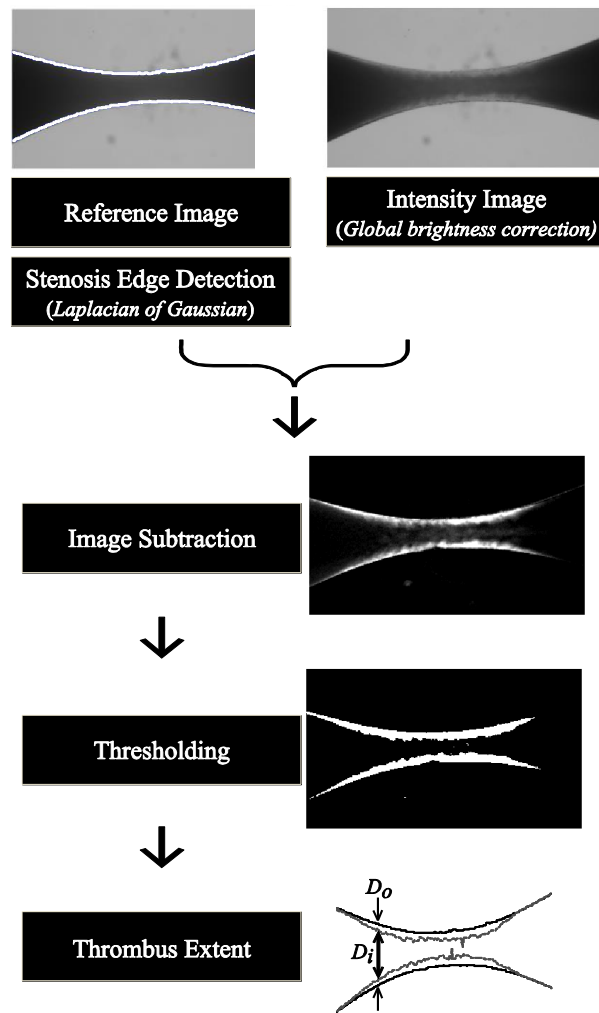 Reference Image
Intensity Image
(Global brightness correction)
Stenosis Edge Detection
(Laplacian of Gaussian)
Image Subtraction
Thresholding
Thrombus Extent
Do
Di